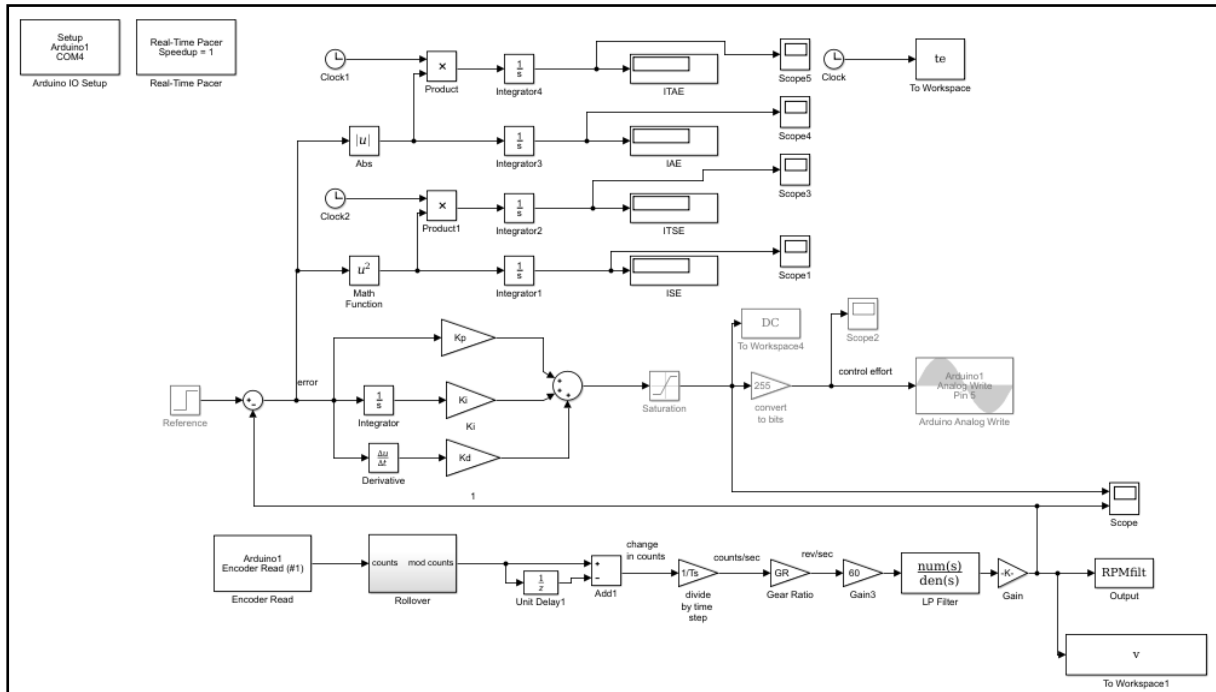 Setup
Arduino1
COM4
Arduino IO Setup
Real-Time Pacer
Speedup = 1
Real-Time Pacer
Clock1
×
Product
1
s
Integrator4
ITAE
Scope5
Clock
te
To Workspace
|u|
Abs
1
s
Integrator3
IAE
Scope4
Clock2
×
Product1
1
s
Integrator2
ITSE
Scope3
u²
Math
Function
1
s
Integrator1
ISE
Scope1
Kp
DC
To Workspace4
Scope2
Reference
+
−
error
1
s
Integrator
Ki
Ki
+
+
+
Saturation
255
convert
to bits
control effort
Arduino1
Analog Write
Pin 5
Arduino Analog Write
Δu
Δt
Derivative
Kd
1
Scope
Arduino1
Encoder Read (#1)
Encoder Read
counts
mod counts
Rollover
1
z
Unit Delay1
+
−
Add1
change
in counts
1/Ts
divide
by time
step
counts/sec
GR
Gear Ratio
rev/sec
60
Gain3
num(s)
den(s)
LP Filter
-K-
Gain
RPMfilt
Output
v
To Workspace1